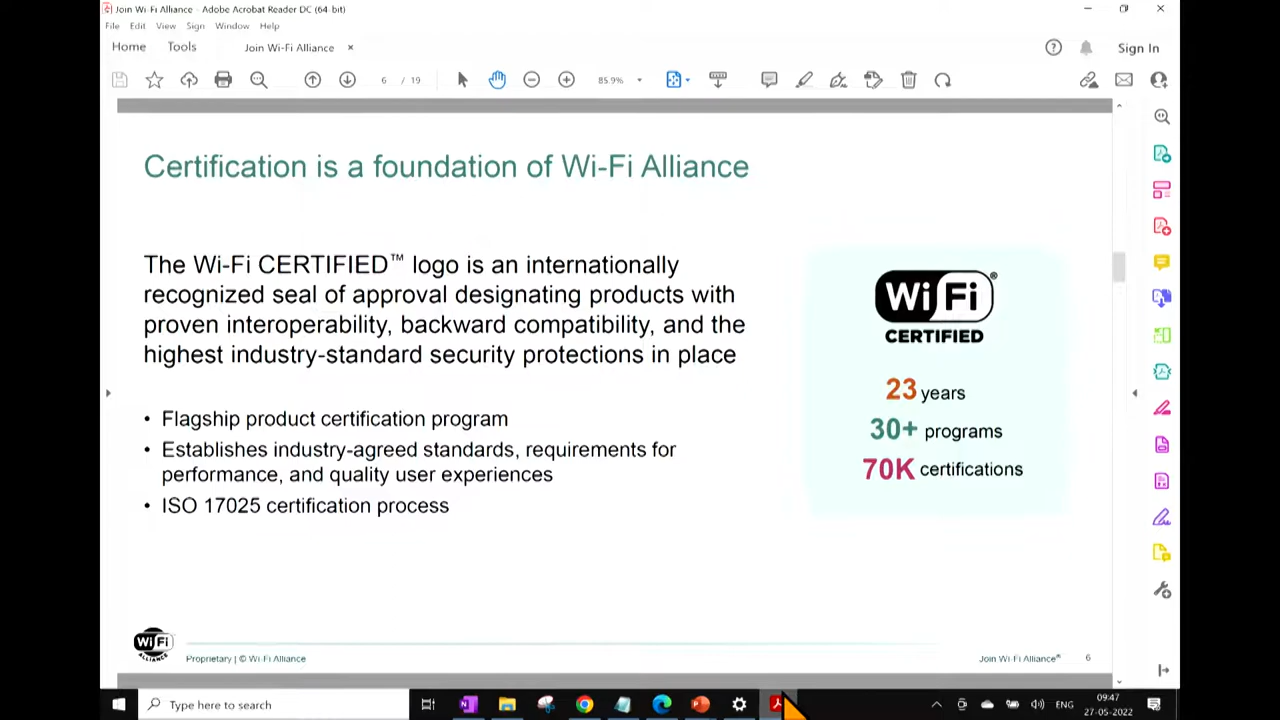 Join Wi-Fi Alliance - Adobe Acrobat Reader DC (64-bit)
File Edit View Sign Window Help
Home Tools Join Wi-Fi Alliance × Sign In
6 / 19 85.9%
Certification is a foundation of Wi-Fi Alliance
The Wi-Fi CERTIFIED™ logo is an internationally
recognized seal of approval designating products with
proven interoperability, backward compatibility, and the
highest industry-standard security protections in place
• Flagship product certification program
• Establishes industry-agreed standards, requirements for
performance, and quality user experiences
• ISO 17025 certification process
Wi Fi®
CERTIFIED
23 years
30+ programs
70K certifications
Wi Fi
ALLIANCE
Proprietary | © Wi-Fi Alliance
Join Wi-Fi Alliance® 6
Type here to search
ENG
09:47
27-05-2022